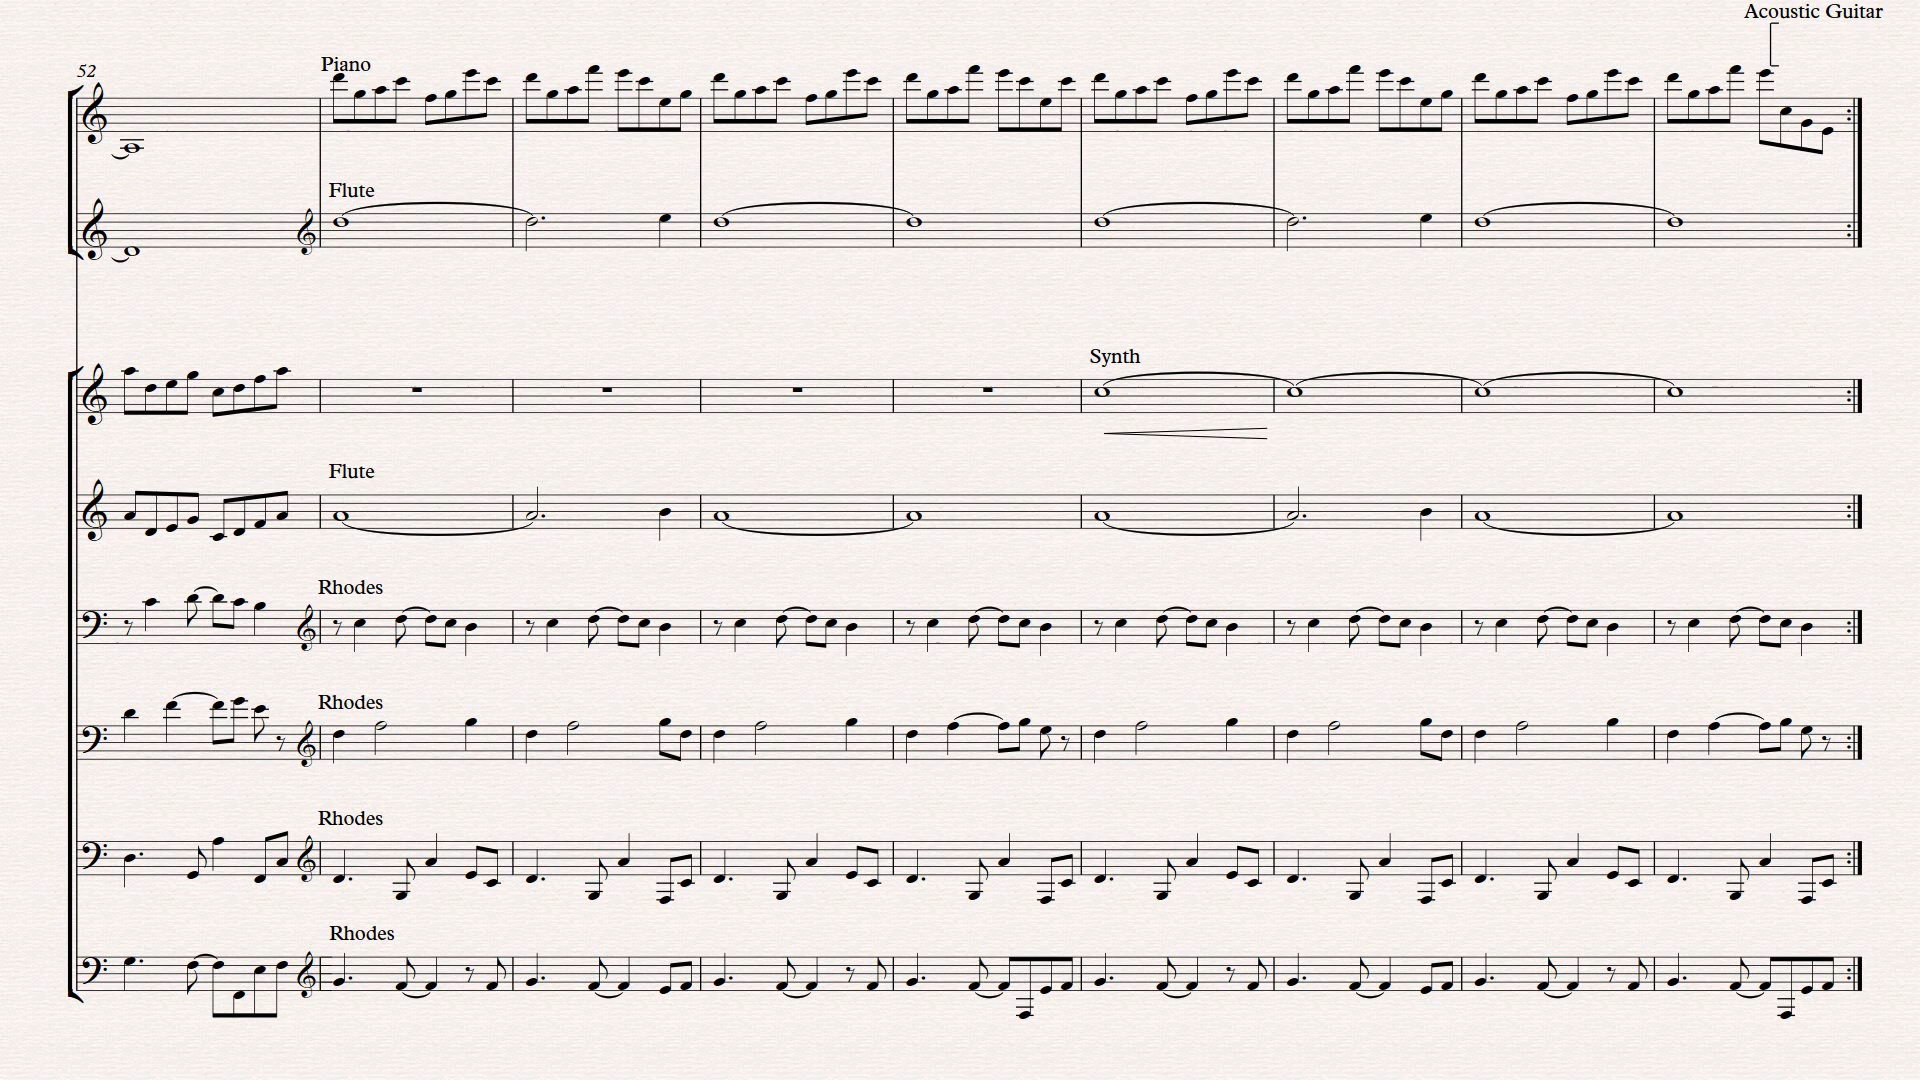 Acoustic Guitar
52
Piano
Flute
Synth
Flute
Rhodes
Rhodes
Rhodes
Rhodes